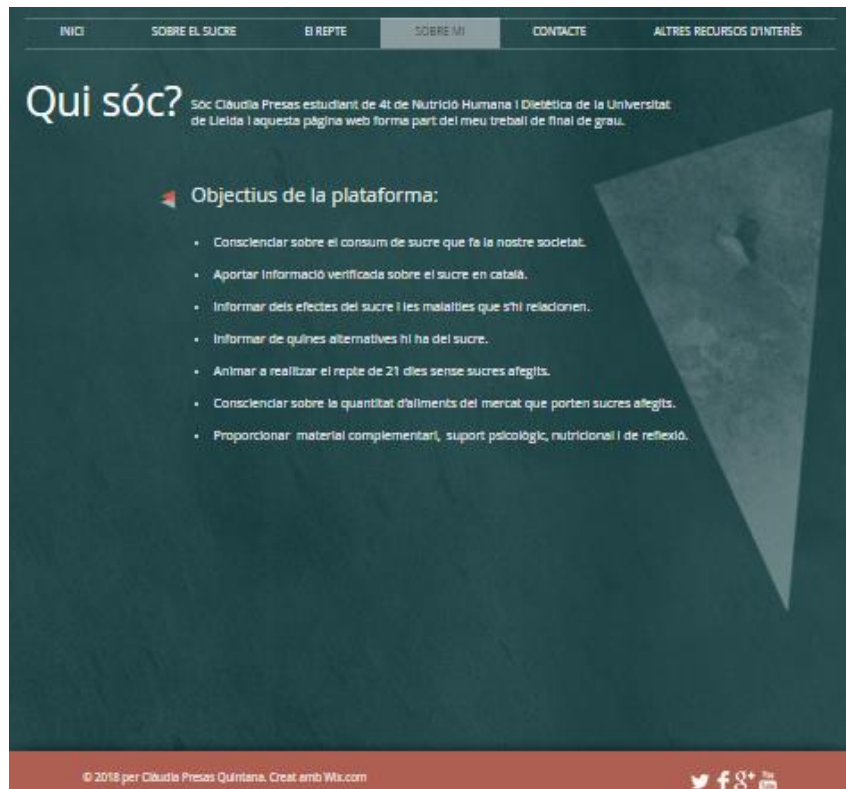 INICI SOBRE EL SUCRE El REPTE SOBRE MI CONTACTE ALTRES RECURSOS D'INTERÈS
Qui sóc?
Sóc Clàudia Presas estudiant de 4t de Nutrició Humana i Dietètica de la Universitat
de Lleida i aquesta pàgina web forma part del meu treball de final de grau.
Objectius de la plataforma:
• Conscienciar sobre el consum de sucre que fa la nostre societat.
• Aportar informació verificada sobre el sucre en català.
• Informar dels efectes del sucre i les malalties que s'hi relacionen.
• Informar de quines alternatives hi ha del sucre.
• Animar a realitzar el repte de 21 dies sense sucres afegits.
• Conscienciar sobre la quantitat d'aliments del mercat que porten sucres afegits.
• Proporcionar material complementari, suport psicològic, nutricional i de reflexió.
© 2018 per Clàudia Presas Quintana. Creat amb Wix.com